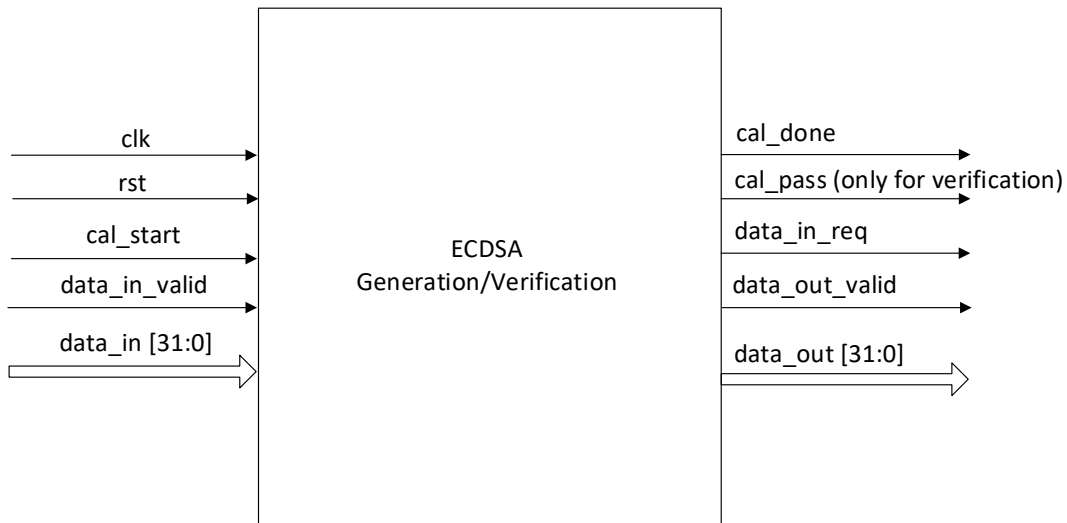 clk
rst
cal_start
data_in_valid
data_in [31:0]
ECDSA
Generation/Verification
cal_done
cal_pass (only for verification)
data_in_req
data_out_valid
data_out [31:0]